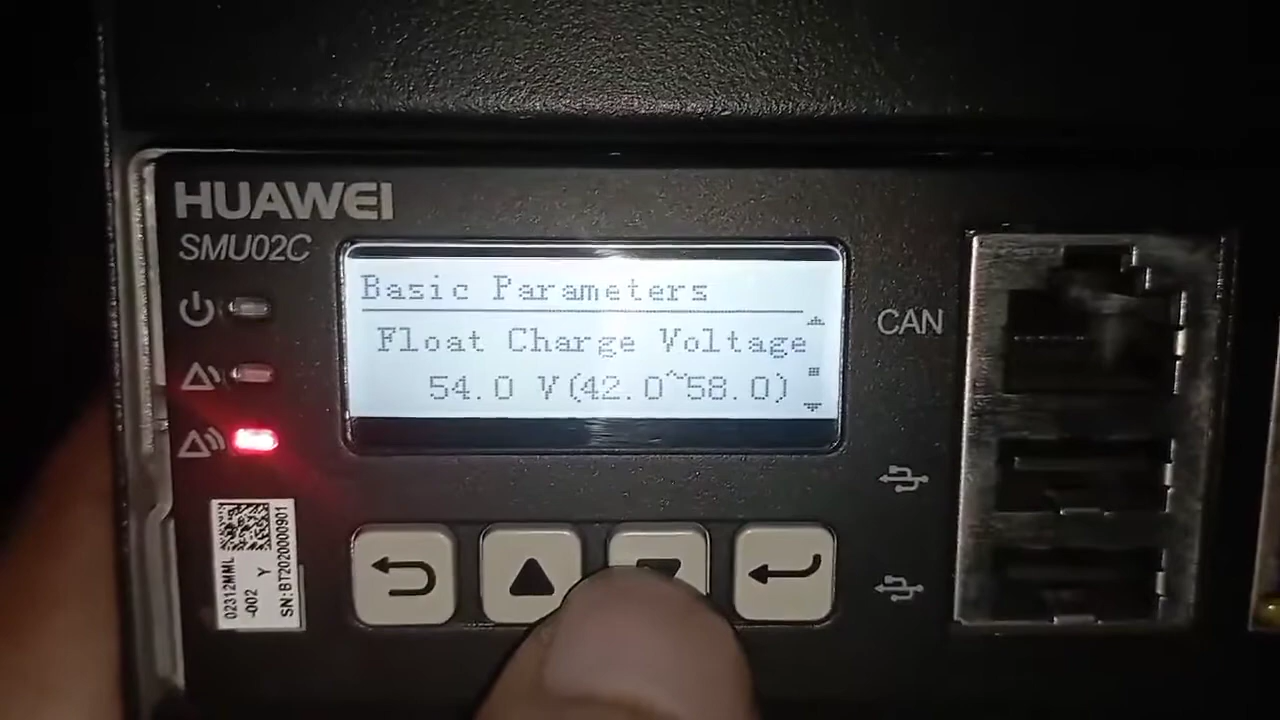 HUAWEI
SMU02C
Basic Parameters
Float Charge Voltage
54.0 V(42.0~58.0)
CAN
02312MML
-002 Y
SN:BT2020000901